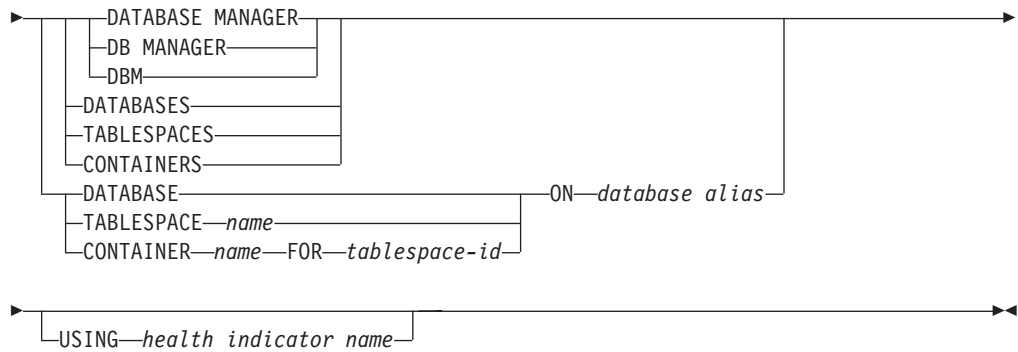 DATABASE MANAGER
DB MANAGER
DBM
DATABASES
TABLESPACES
CONTAINERS
DATABASE ON database alias
TABLESPACE name
CONTAINER name FOR tablespace-id
USING health indicator name